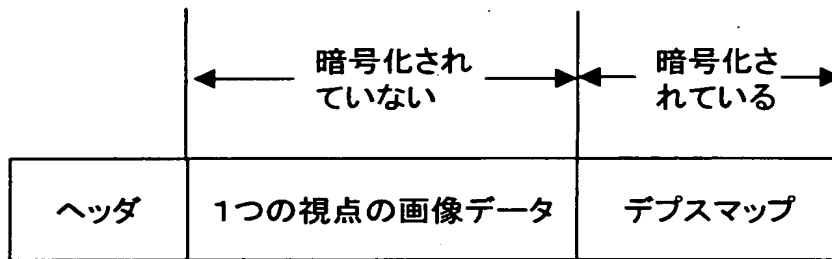 暗号化され
ていない
暗号化さ
れている
ヘッダ
1つの視点の画像データ
デプスマップ